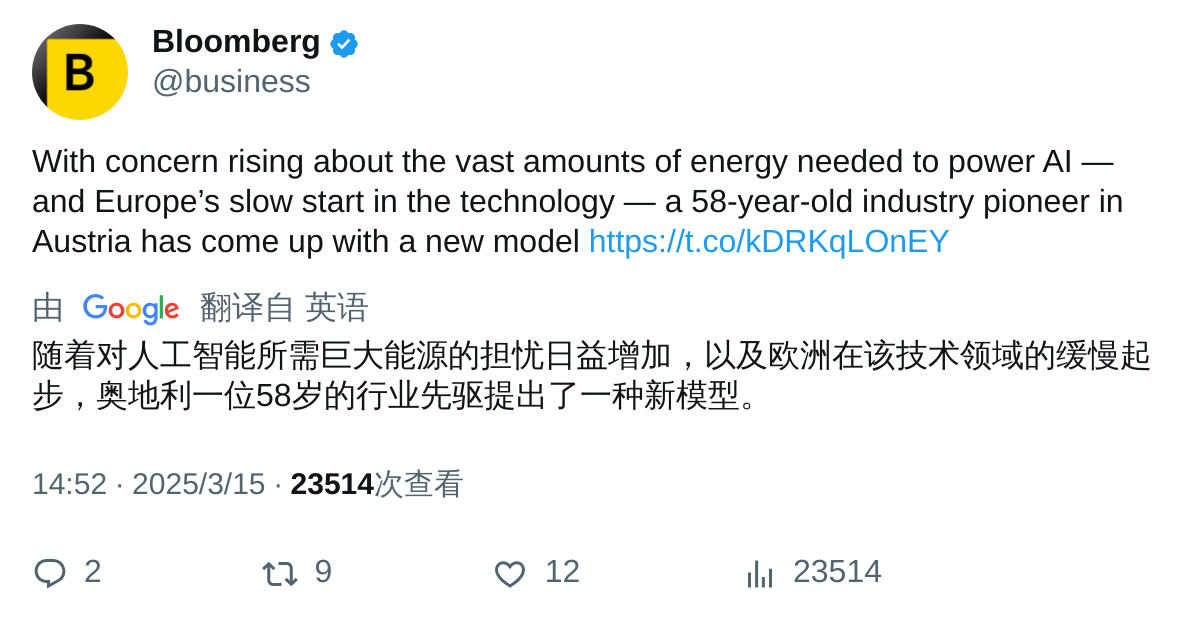 B
Bloomberg
@business
With concern rising about the vast amounts of energy needed to power AI —
and Europe’s slow start in the technology — a 58-year-old industry pioneer in
Austria has come up with a new model https://t.co/kDRKqLOnEY
由 Google 翻译自 英语
随着对人工智能所需巨大能源的担忧日益增加，以及欧洲在该技术领域的缓慢起
步，奥地利一位58岁的行业先驱提出了一种新模型。
14:52 · 2025/3/15 · 23514次查看
2 9 12 23514